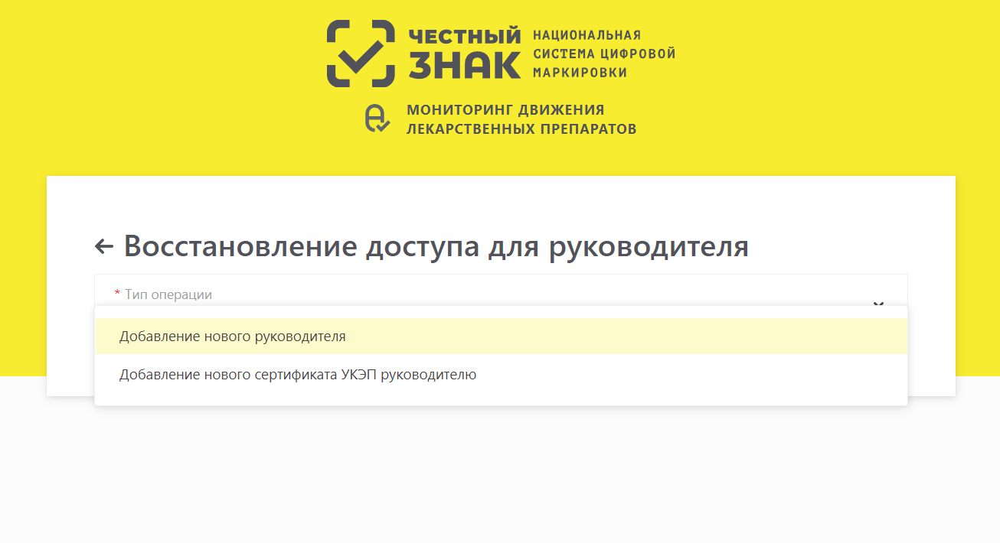 ЧЕСТНЫЙ
ЗНАК
НАЦИОНАЛЬНАЯ
СИСТЕМА ЦИФРОВОЙ
МАРКИРОВКИ
МОНИТОРИНГ ДВИЖЕНИЯ
ЛЕКАРСТВЕННЫХ ПРЕПАРАТОВ
Восстановление доступа для руководителя
* Тип операции
Добавление нового руководителя
Добавление нового сертификата УКЭП руководителю